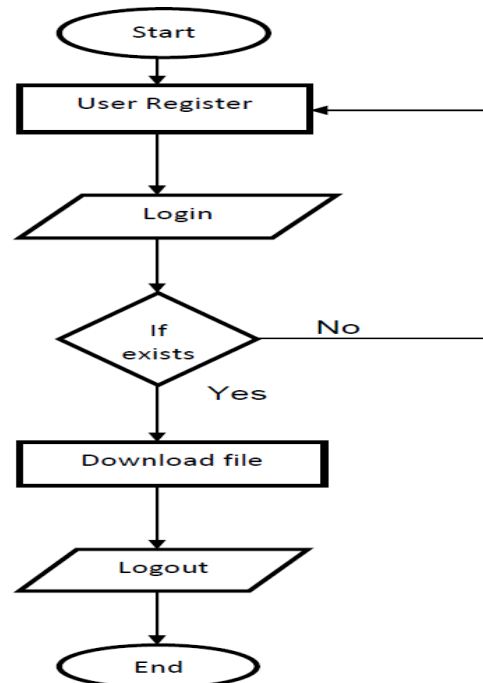 Start
User Register
Login
If
exists
No
Yes
Download file
Logout
End